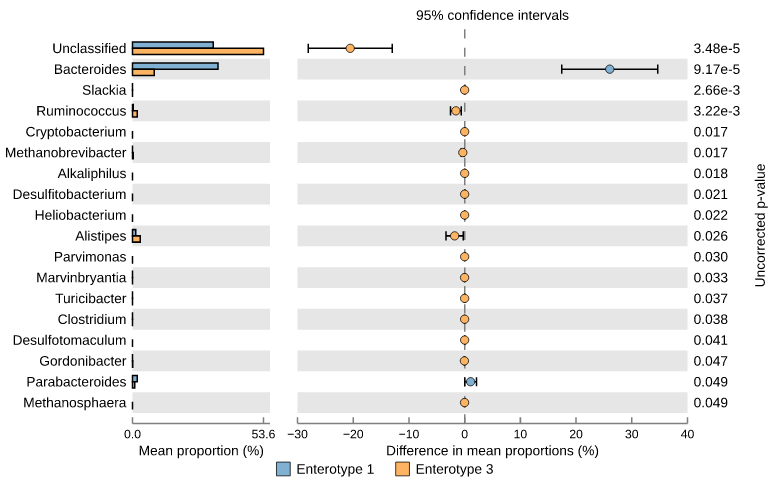 95% confidence intervals
Unclassified 3.48e-5
Bacteroides 9.17e-5
Slackia 2.66e-3
Ruminococcus 3.22e-3
Cryptobacterium 0.017
Methanobrevibacter 0.017
Alkaliphilus 0.018
Desulfitobacterium 0.021
Heliobacterium 0.022
Alistipes 0.026
Parvimonas 0.030
Marvinbryantia 0.033
Turicibacter 0.037
Clostridium 0.038
Desulfotomaculum 0.041
Gordonibacter 0.047
Parabacteroides 0.049
Methanosphaera 0.049
Uncorrected p-value
0.0 53.6 −30 −20 −10 0 10 20 30 40
Mean proportion (%) Difference in mean proportions (%)
Enterotype 1 Enterotype 3